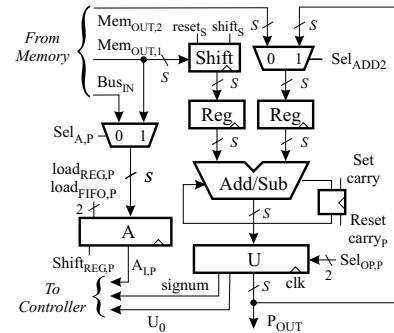 reset_S shift_S
Mem_OUT,2
From Memory
Mem_OUT,1
S
S
S
Shift
0 1
Sel_ADD2
Bus_IN
S
S
Reg
Reg
Sel_A,P
0 1
S
S
S
load_REG,P
load_FIFO,P
2
Add/Sub
Set carry
A
S
Reset carry_P
Shift_REG,P
A_I,P
U
clk
Sel_OP,P
2
To Controller
signum
U_0
S
P_OUT